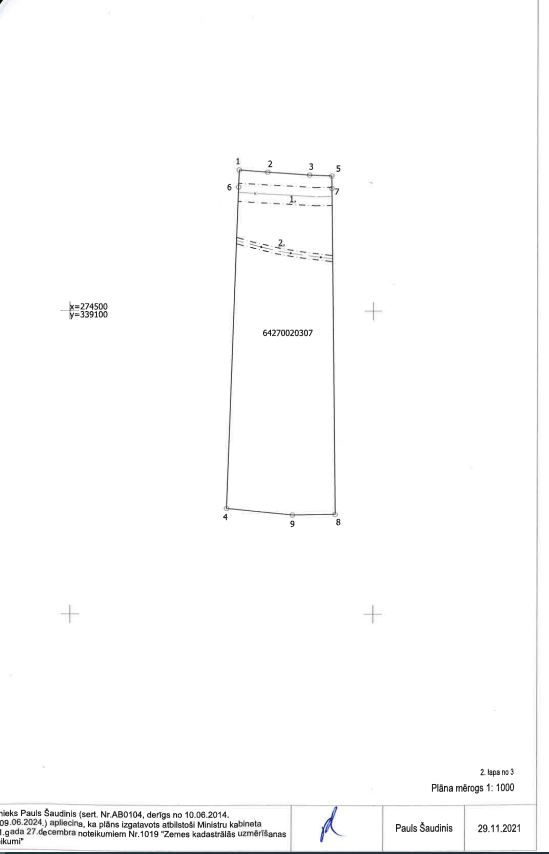 1
2
3
5
6
7
1.
2.
x=274500
y=339100
64270020307
4
9
8
2. lapa no 3
Plāna mērogs 1: 1000
nieks Pauls Šaudinis (sert. Nr.AB0104, derīgs no 10.06.2014.
09.06.2024.) apliecina, ka plāns izgatavots atbilstoši Ministru kabineta
1.gada 27.decembra noteikumiem Nr.1019 "Zemes kadastrālās uzmērīšanas
eikumi"
Pauls Šaudinis
29.11.2021